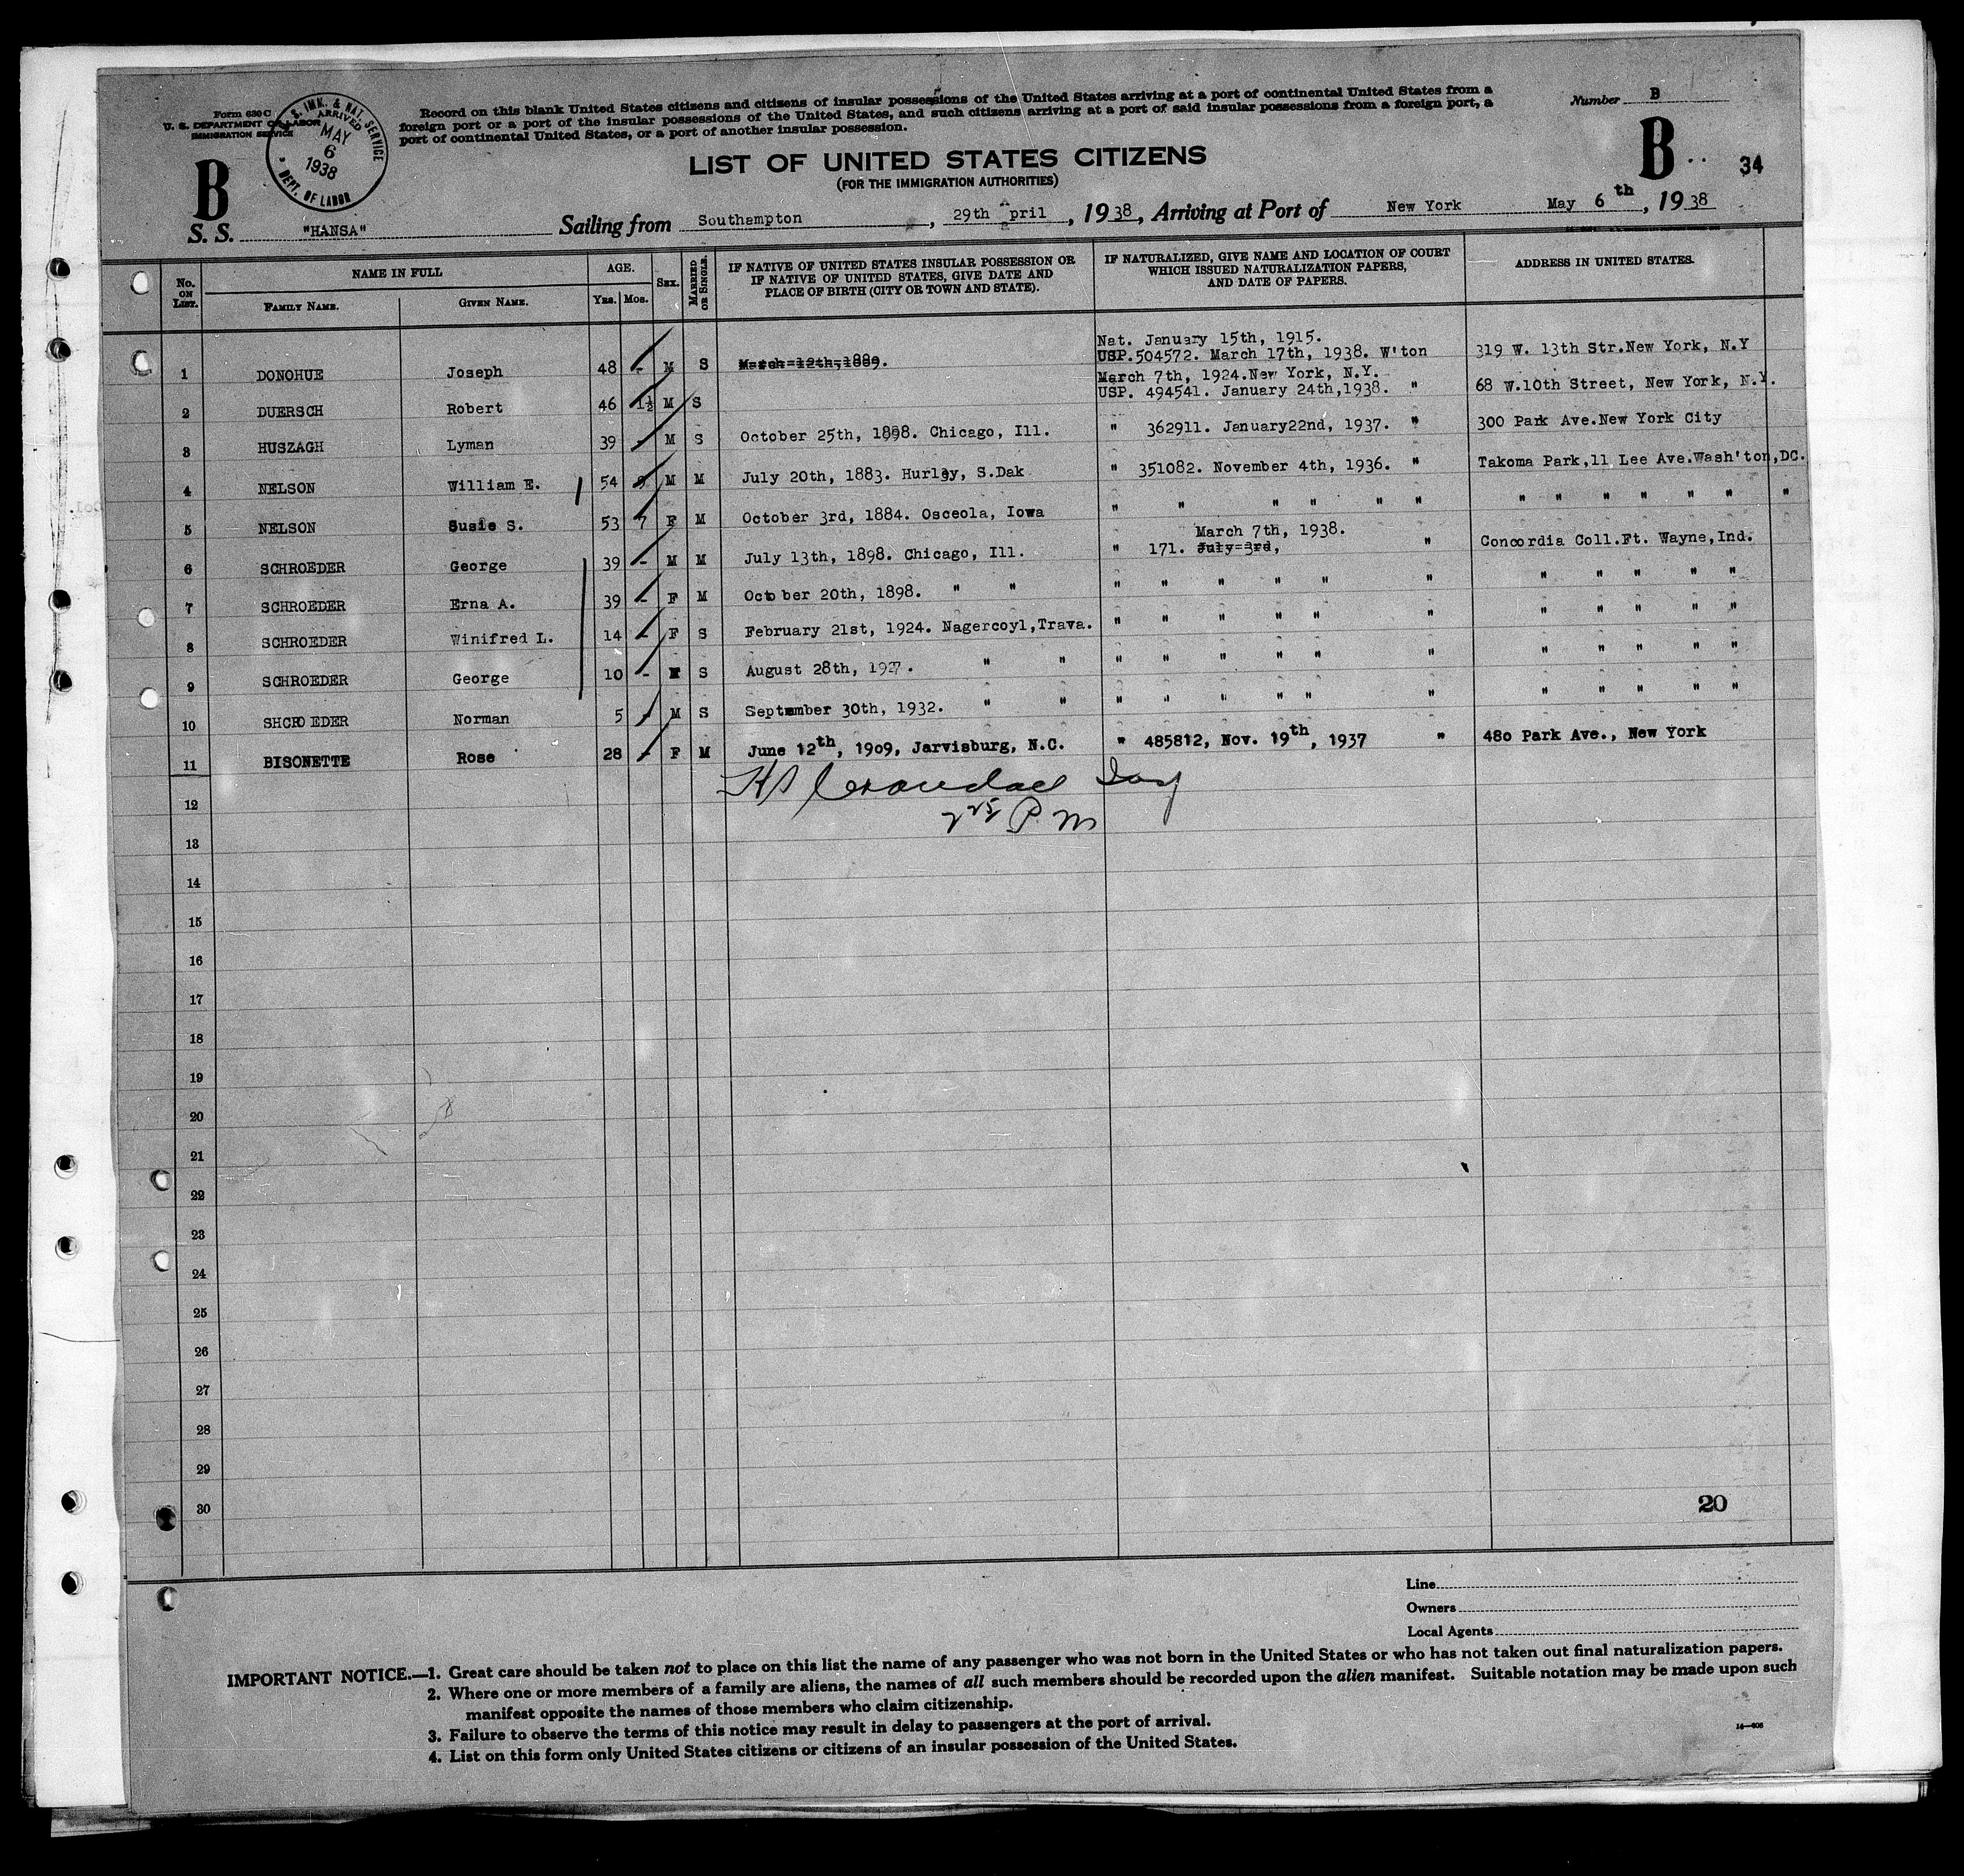 Form 630 C
U. S. DEPARTMENT OF LABOR
IMMIGRATION SERVICE
U. S. IMM. & NAT. SERVICE
ARRIVED
MAY
6
1938
DEPT. OF LABOR
Record on this blank United States citizens and citizens of insular possessions of the United States arriving at a port of continental United States from a
foreign port or a port of the insular possessions of the United States, and such citizens arriving at a port of said insular possessions from a foreign port, a
port of continental United States, or a port of another insular possession.
Number B
B
B
34
LIST OF UNITED STATES CITIZENS
(FOR THE IMMIGRATION AUTHORITIES)
S. S. "HANSA" Sailing from Southampton, 29th April, 1938, Arriving at Port of New York May 6th, 1938
No. ON LIST. NAME IN FULL FAMILY NAME. GIVEN NAME. AGE. YRS. MOS. SEX. MARRIED OR SINGLE. IF NATIVE OF UNITED STATES INSULAR POSSESSION OR IF NATIVE OF UNITED STATES, GIVE DATE AND PLACE OF BIRTH (CITY OR TOWN AND STATE). IF NATURALIZED, GIVE NAME AND LOCATION OF COURT WHICH ISSUED NATURALIZATION PAPERS, AND DATE OF PAPERS. ADDRESS IN UNITED STATES.
Nat. January 15th, 1915.
1 DONOHUE Joseph 48 - M S March 12th, 1889. USP.504572. March 17th, 1938. W'ton 319 W. 13th Str.New York, N.Y
March 7th, 1924.New York, N.Y.
2 DUERSCH Robert 46 1½ M S USP. 494541. January 24th,1938. " 68 W.10th Street, New York, N.Y.
3 HUSZAGH Lyman 39 - M S October 25th, 1898. Chicago, Ill. " 362911. January22nd, 1937. " 300 Park Ave.New York City
4 NELSON William E. 54 9 M M July 20th, 1883. Hurley, S.Dak " 351082. November 4th, 1936. " Takoma Park,11 Lee Ave.Wash'ton,DC.
5 NELSON Susie S. 53 7 F M October 3rd, 1884. Osceola, Iowa " " " " " " " " " " " " "
March 7th, 1938.
6 SCHROEDER George 39 - M M July 13th, 1898. Chicago, Ill. " 171. July 3rd, " Concordia Coll.Ft. Wayne,Ind.
7 SCHROEDER Erna A. 39 - F M October 20th, 1898. " " " " " " " " " " " " "
8 SCHROEDER Winifred L. 14 - F S February 21st, 1924. Nagercoyl,Trava. " " " " " " " " " " "
9 SCHROEDER George 10 - M S August 28th, 1927. " " " " " " " " " " " " "
10 SHCROEDER Norman 5 - M S September 30th, 1932. " " " " " " " " " " " " "
11 BISONETTE Rose 28 - F M June 12th, 1909, Jarvisburg, N.C. " 485812, Nov. 19th, 1937 " 480 Park Ave., New York
12
225 P. M
13
14
15
16
17
18
19
20
21
22
23
24
25
26
27
28
29
30
20
Line
Owners
Local Agents
IMPORTANT NOTICE.—1. Great care should be taken not to place on this list the name of any passenger who was not born in the United States or who has not taken out final naturalization papers.
2. Where one or more members of a family are aliens, the names of all such members should be recorded upon the alien manifest. Suitable notation may be made upon such
manifest opposite the names of those members who claim citizenship.
3. Failure to observe the terms of this notice may result in delay to passengers at the port of arrival.
4. List on this form only United States citizens or citizens of an insular possession of the United States.